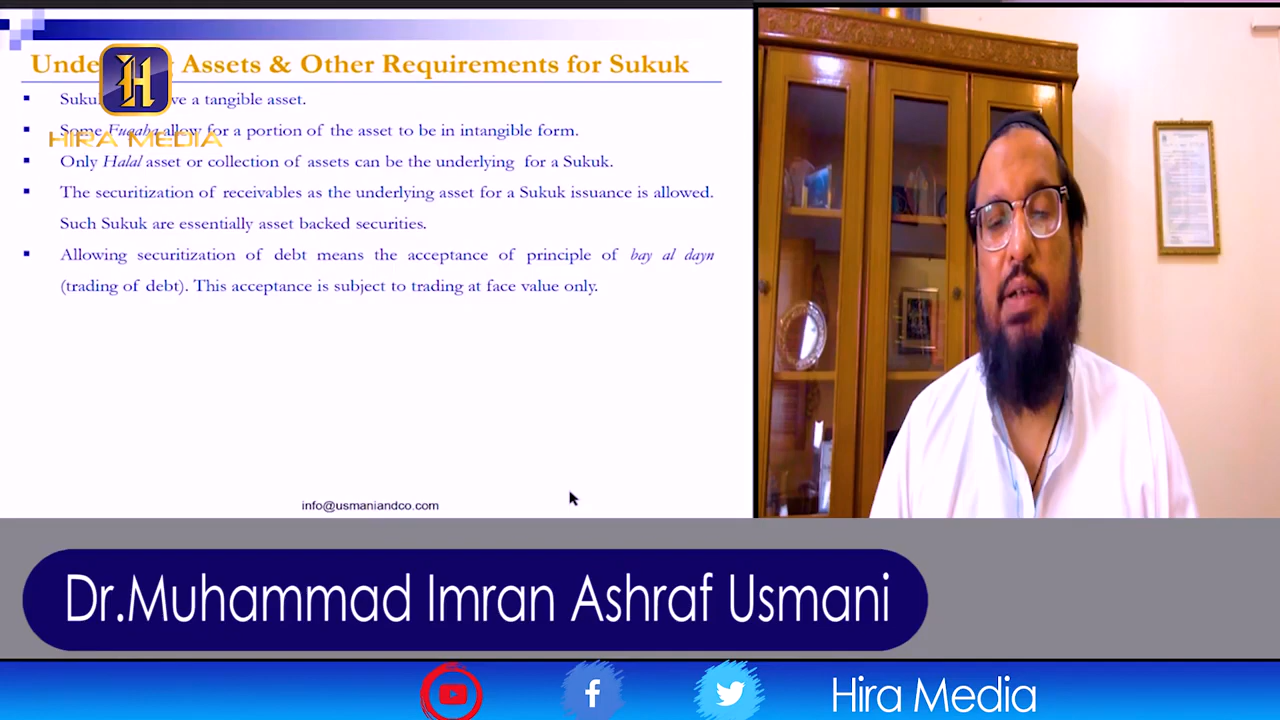 Unde Assets & Other Requirements for Sukuk
H
HIRA MEDIA
a tangible asset.
Some Fuqaha allow for a portion of the asset to be in intangible form.
Only Halal asset or collection of assets can be the underlying for a Sukuk.
The securitization of receivables as the underlying asset for a Sukuk issuance is allowed.
Such Sukuk are essentially asset backed securities.
Allowing securitization of debt means the acceptance of principle of bay al dayn
(trading of debt). This acceptance is subject to trading at face value only.
info@usmaniandco.com
Dr.Muhammad Imran Ashraf Usmani
Hira Media